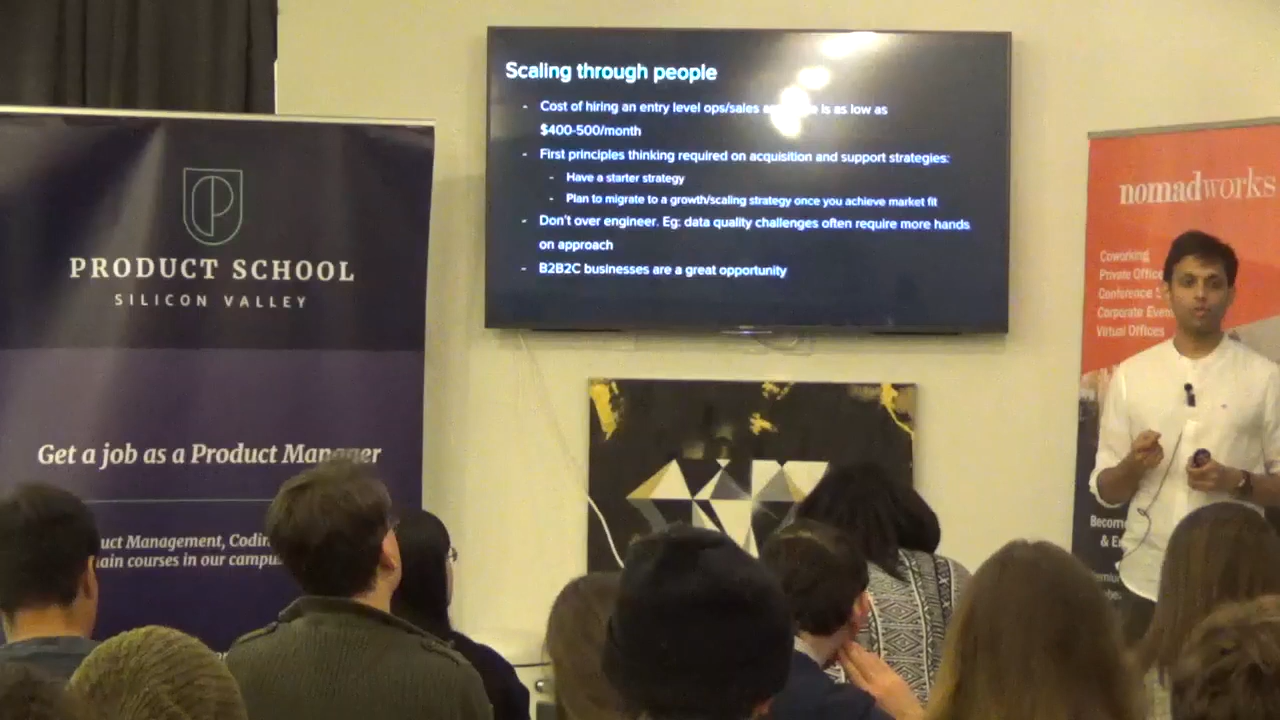 Scaling through people
- Cost of hiring an entry level ops/sales is as low as
$400-500/month
- First principles thinking required on acquisition and support strategies:
- Have a starter strategy
- Plan to migrate to a growth/scaling strategy once you achieve market fit
- Don't over engineer. Eg: data quality challenges often require more hands
on approach
- B2B2C businesses are a great opportunity
PRODUCT SCHOOL
SILICON VALLEY
Get a job as a Product Manager
uct Management, Codin
ain courses in our campu
nomadworks
Coworking
Private Office
Conference
Corporate Even
Virtual Offices
Becom
& E